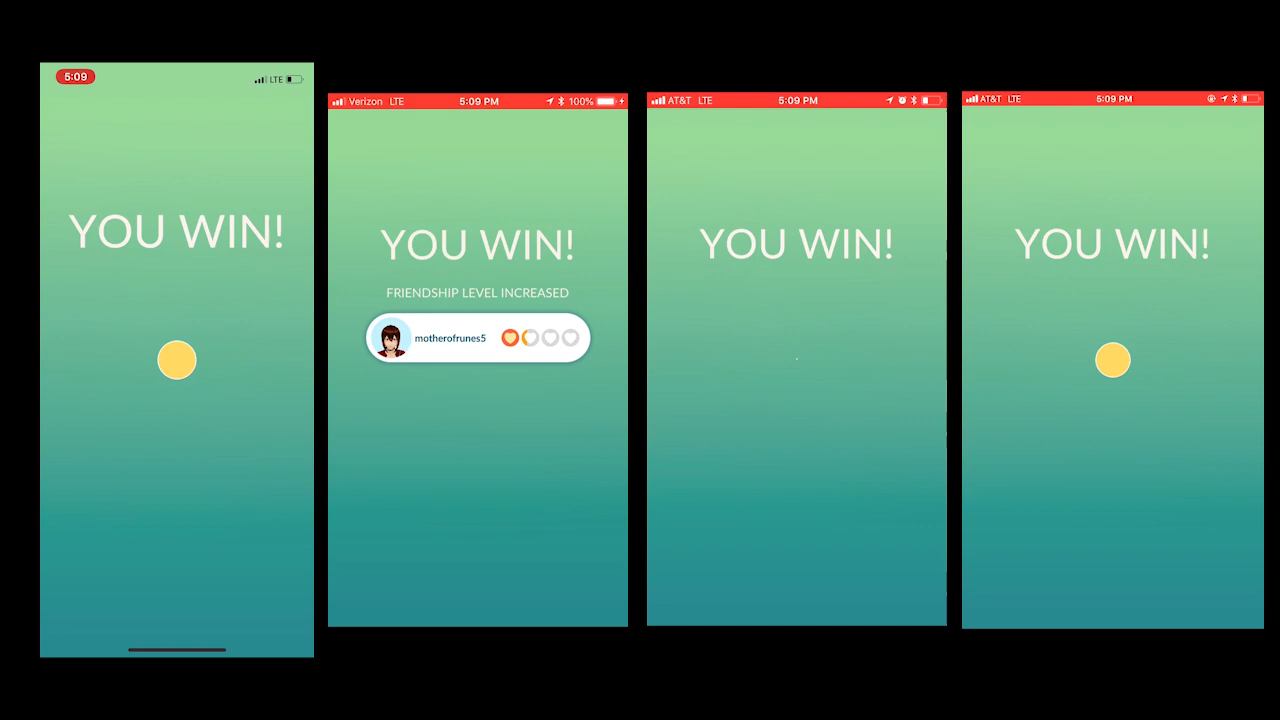 5:09
LTE
YOU WIN!
Verizon LTE
5:09 PM
100%
YOU WIN!
FRIENDSHIP LEVEL INCREASED
motherofrunes5
AT&T LTE
5:09 PM
YOU WIN!
AT&T LTE
5:09 PM
YOU WIN!